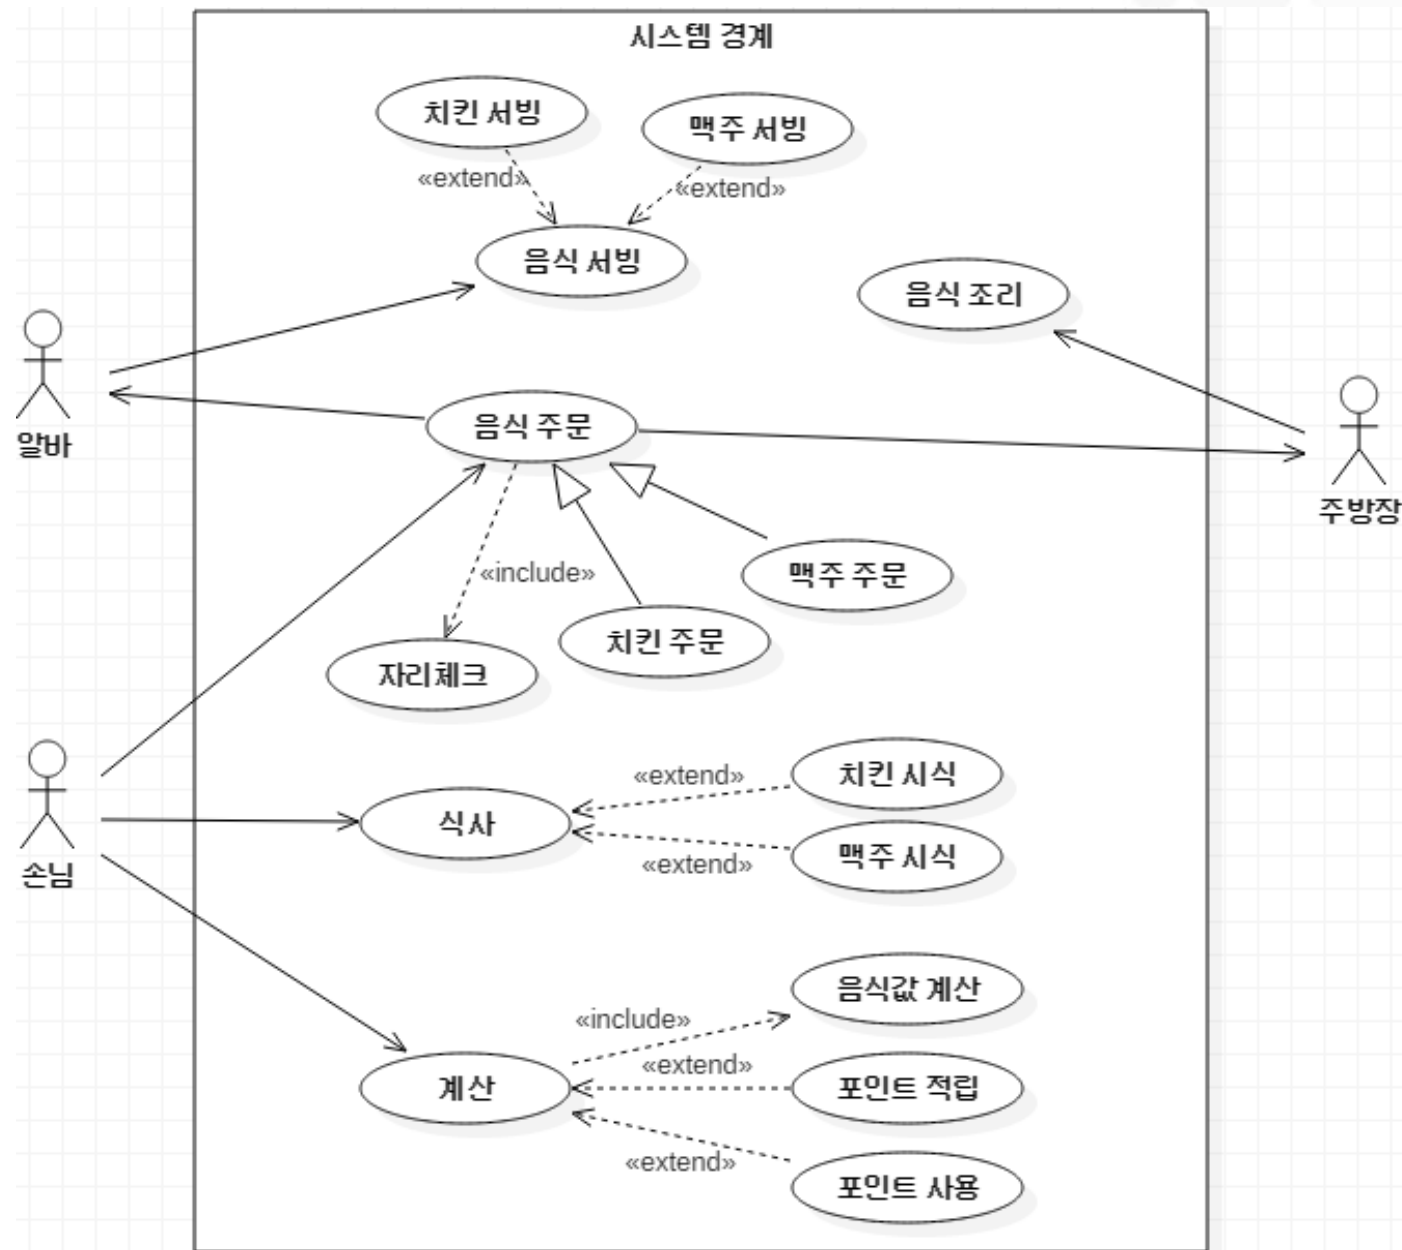 시스템 경계
치킨 서빙
맥주 서빙
«extend»
«extend»
음식 서빙
음식 조리
알바
음식 주문
주방장
«include»
맥주 주문
치킨 주문
자리체크
손님
식사
«extend»
치킨 시식
«extend»
맥주 시식
계산
«include»
음식값 계산
«extend»
포인트 적립
«extend»
포인트 사용